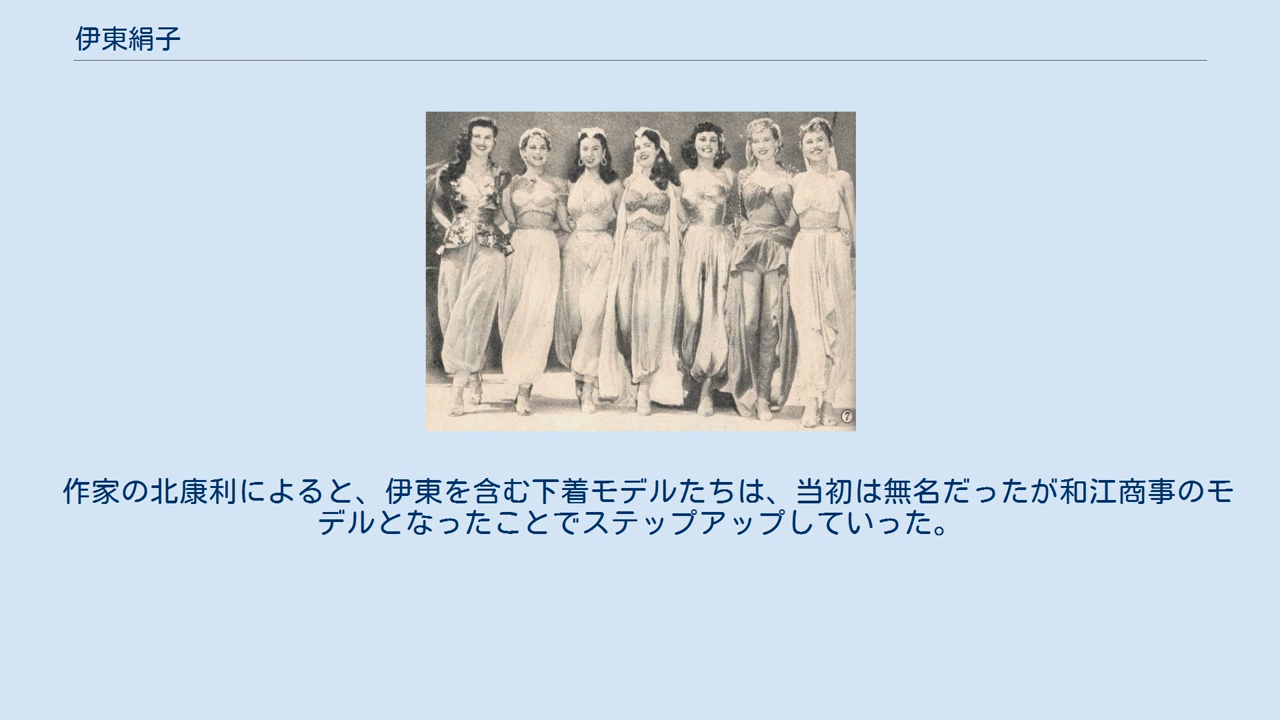 伊東絹子
⑦
作家の北康利によると、伊東を含む下着モデルたちは、当初は無名だったが和江商事のモ
デルとなったことでステップアップしていった。